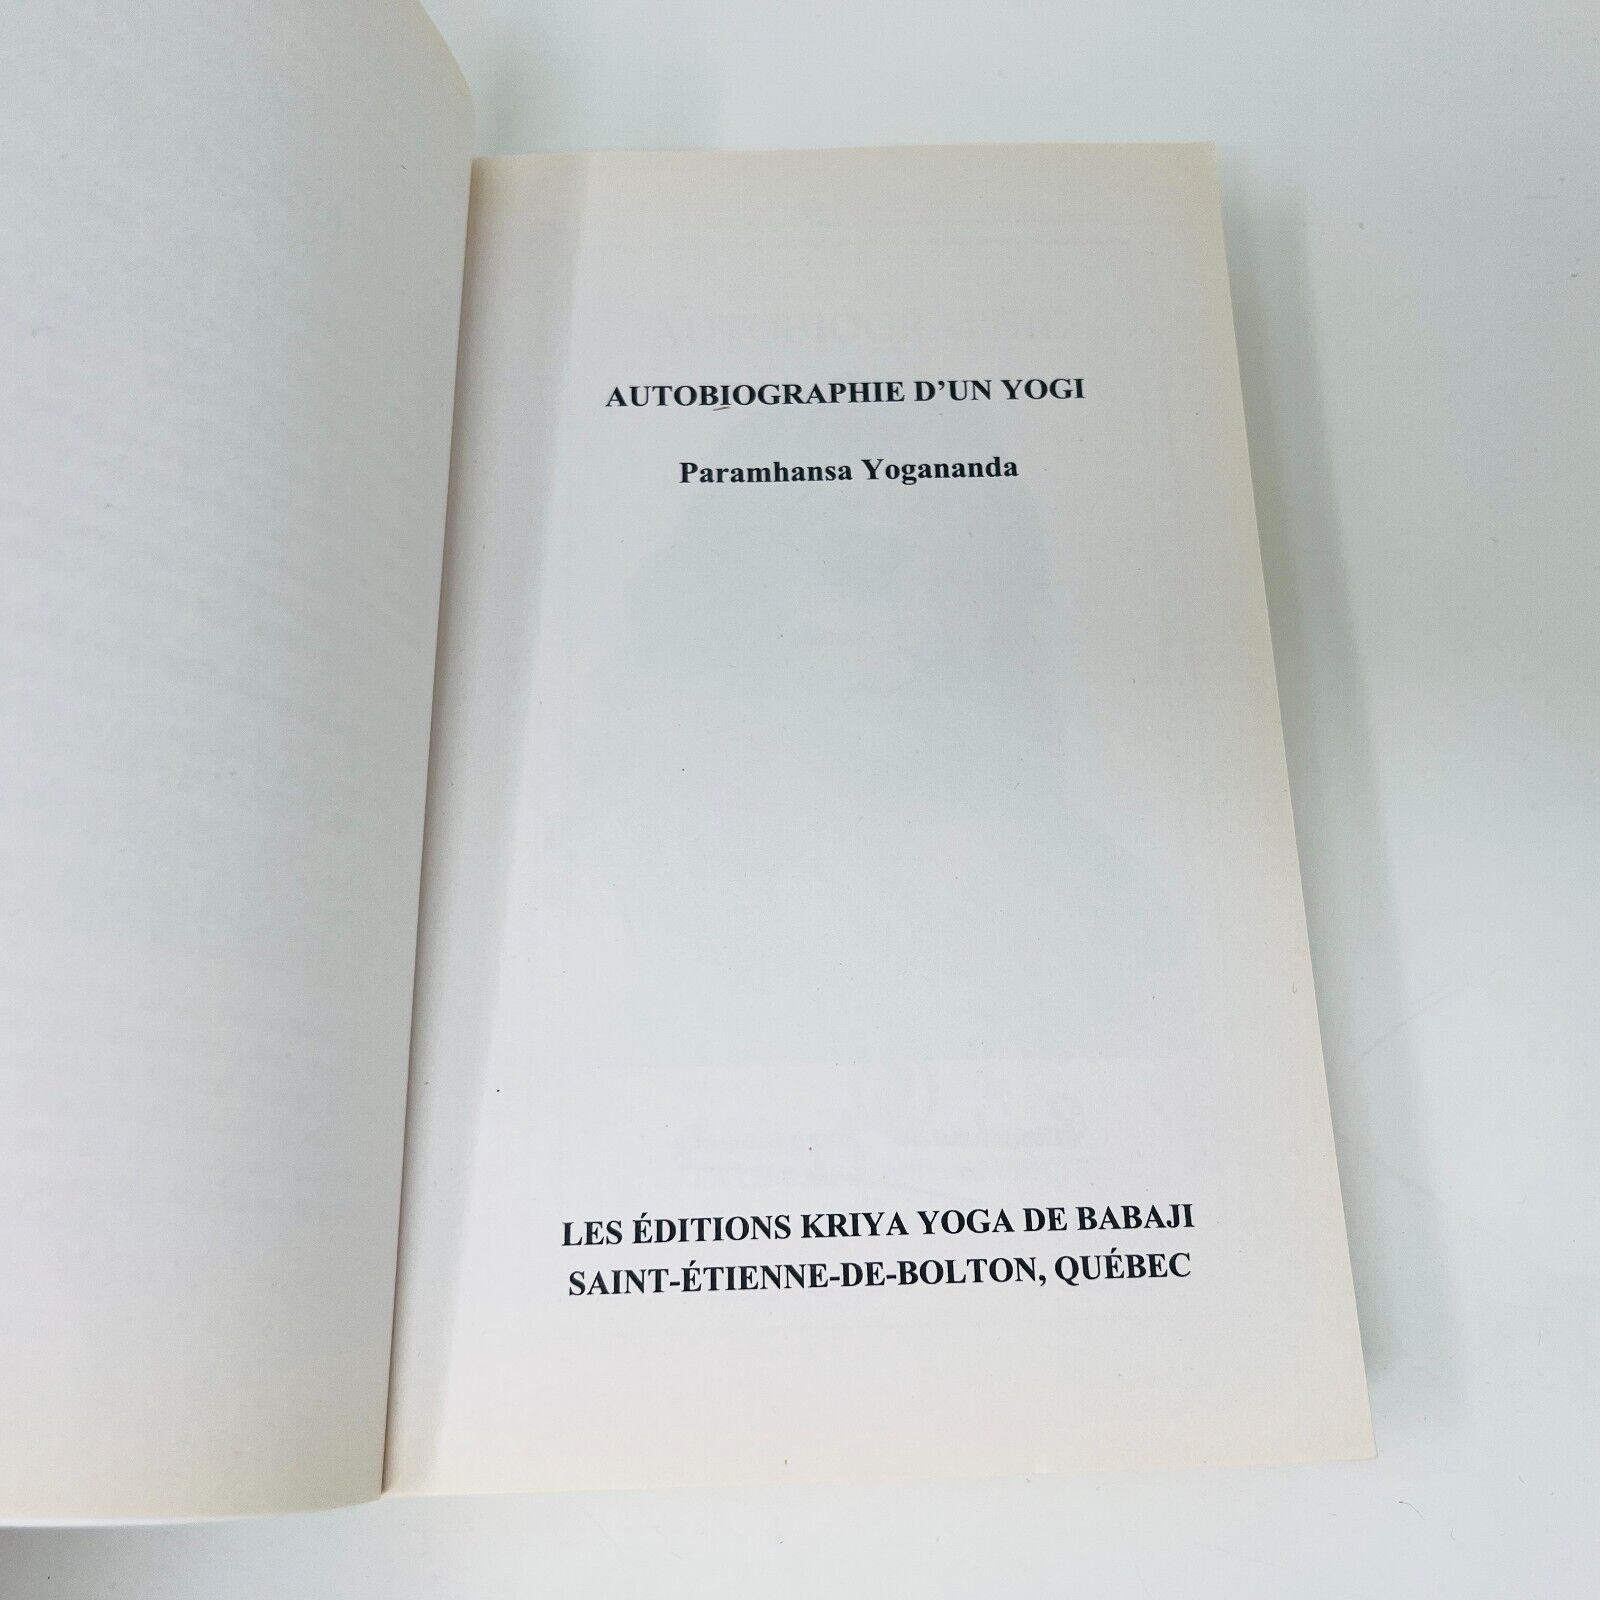 AUTOBIOGRAPHIE D'UN YOGI
Paramhansa Yogananda
LES ÉDITIONS KRIYA YOGA DE BABAJI
SAINT-ÉTIENNE-DE-BOLTON, QUÉBEC